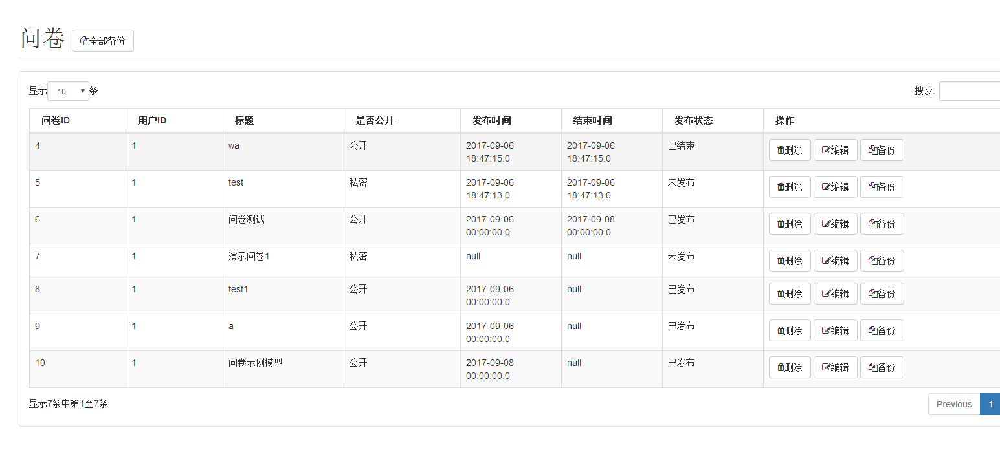 问卷 全部备份
显示 10 条 搜索:
问卷ID 用户ID 标题 是否公开 发布时间 结束时间 发布状态 操作
4 1 wa 公开 2017-09-06 2017-09-06 已结束 删除 编辑 备份
18:47:15.0 18:47:15.0
5 1 test 私密 2017-09-06 2017-09-06 未发布 删除 编辑 备份
18:47:13.0 18:47:13.0
6 1 问卷测试 公开 2017-09-06 2017-09-08 已发布 删除 编辑 备份
00:00:00.0 00:00:00.0
7 1 演示问卷1 私密 null null 未发布 删除 编辑 备份
8 1 test1 公开 2017-09-06 null 已发布 删除 编辑 备份
00:00:00.0
9 1 a 公开 2017-09-06 null 已发布 删除 编辑 备份
00:00:00.0
10 1 问卷示例模型 公开 2017-09-08 null 已发布 删除 编辑 备份
00:00:00.0
显示7条中第1至7条 Previous 1